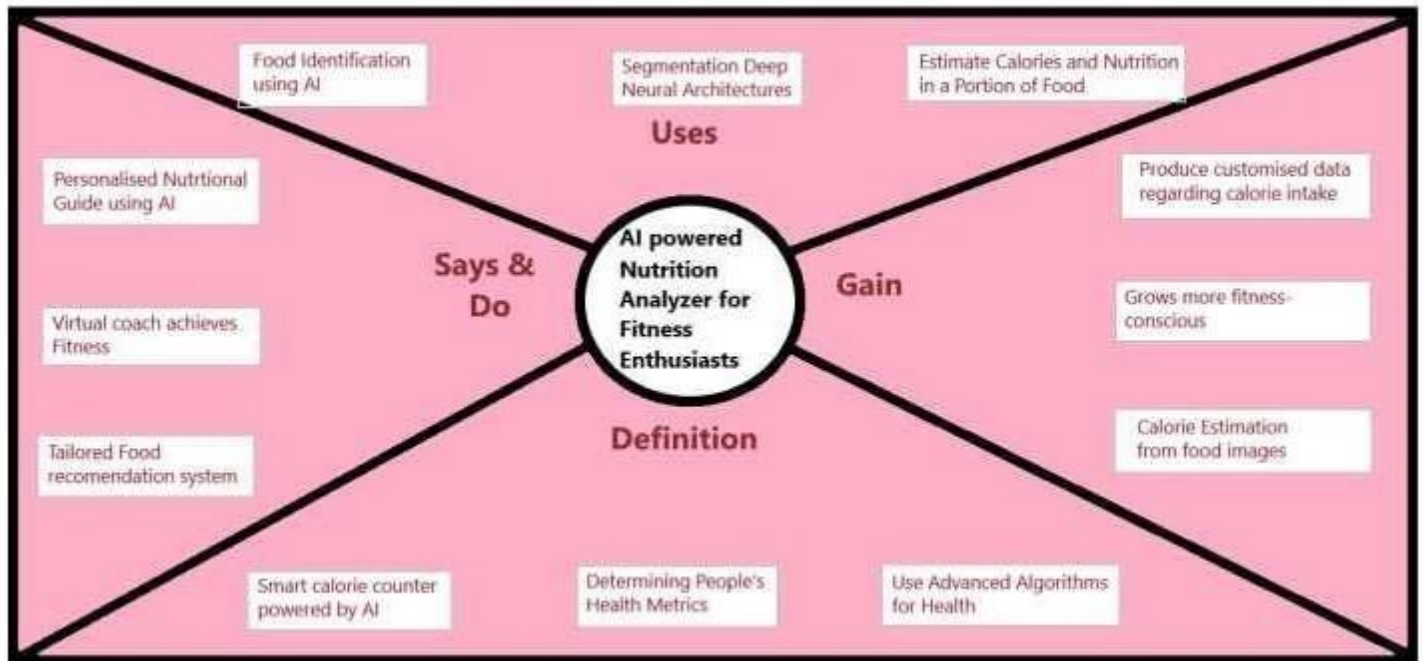 Food Identification
using AI
Segmentation Deep
Neural Architectures
Estimate Calories and Nutrition
in a Portion of Food
Uses
Personalised Nutrtional
Guide using AI
Virtual coach achieves
Fitness
Tailored Food
recomendation system
Says &
Do
AI powered
Nutrition
Analyzer for
Fitness
Enthusiasts
Gain
Produce customised data
regarding calorie intake
Grows more fitness-
conscious
Calorie Estimation
from food images
Definition
Smart calorie counter
powered by AI
Determining People's
Health Metrics
Use Advanced Algorithms
for Health